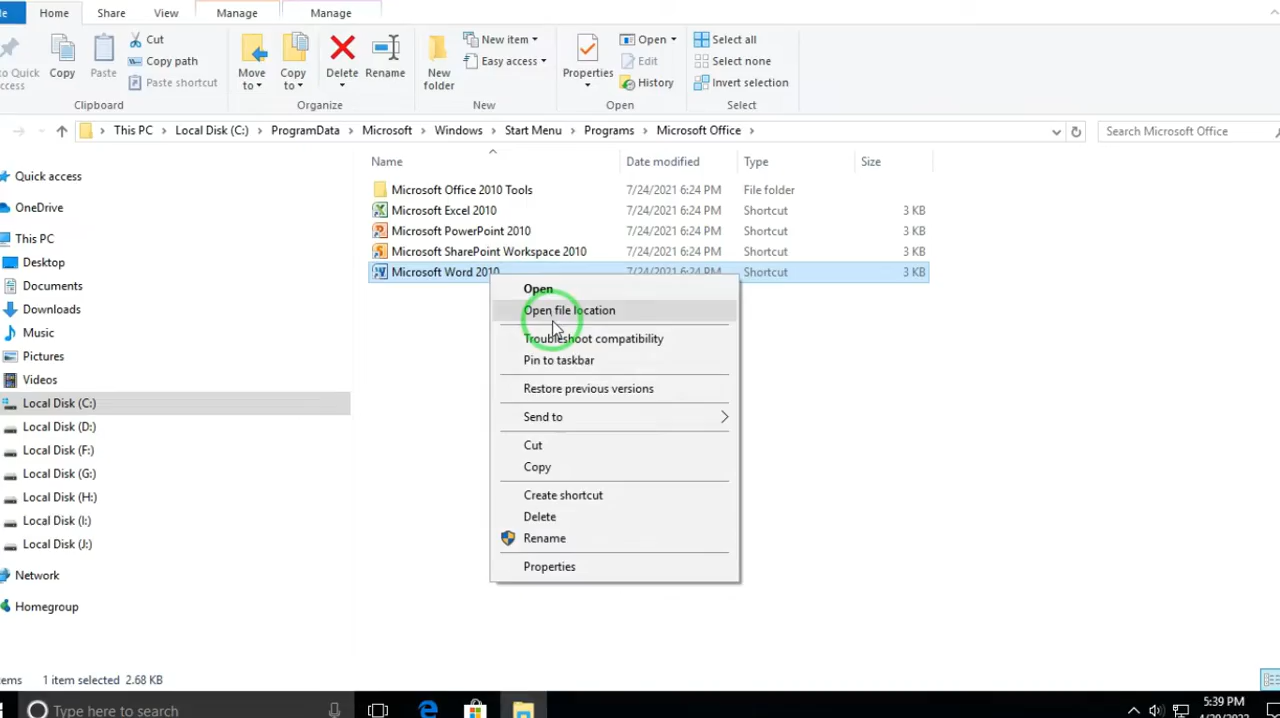 Home Share View Manage Manage
Cut
Copy path
Paste shortcut
Copy
Paste
Clipboard
Move to
Copy to
Delete
Rename
Organize
New folder
New item
Easy access
New
Properties
Open
Edit
History
Open
Select all
Select none
Invert selection
Select
This PC > Local Disk (C:) > ProgramData > Microsoft > Windows > Start Menu > Programs > Microsoft Office >
Search Microsoft Office
Quick access
OneDrive
This PC
Desktop
Documents
Downloads
Music
Pictures
Videos
Local Disk (C:)
Local Disk (D:)
Local Disk (F:)
Local Disk (G:)
Local Disk (H:)
Local Disk (I:)
Local Disk (J:)
Network
Homegroup
Name Date modified Type Size
Microsoft Office 2010 Tools 7/24/2021 6:24 PM File folder
Microsoft Excel 2010 7/24/2021 6:24 PM Shortcut 3 KB
Microsoft PowerPoint 2010 7/24/2021 6:24 PM Shortcut 3 KB
Microsoft SharePoint Workspace 2010 7/24/2021 6:24 PM Shortcut 3 KB
Microsoft Word 2010 7/24/2021 6:24 PM Shortcut 3 KB
Open
Open file location
Troubleshoot compatibility
Pin to taskbar
Restore previous versions
Send to
Cut
Copy
Create shortcut
Delete
Rename
Properties
1 item selected 2.68 KB
Type here to search
5:39 PM